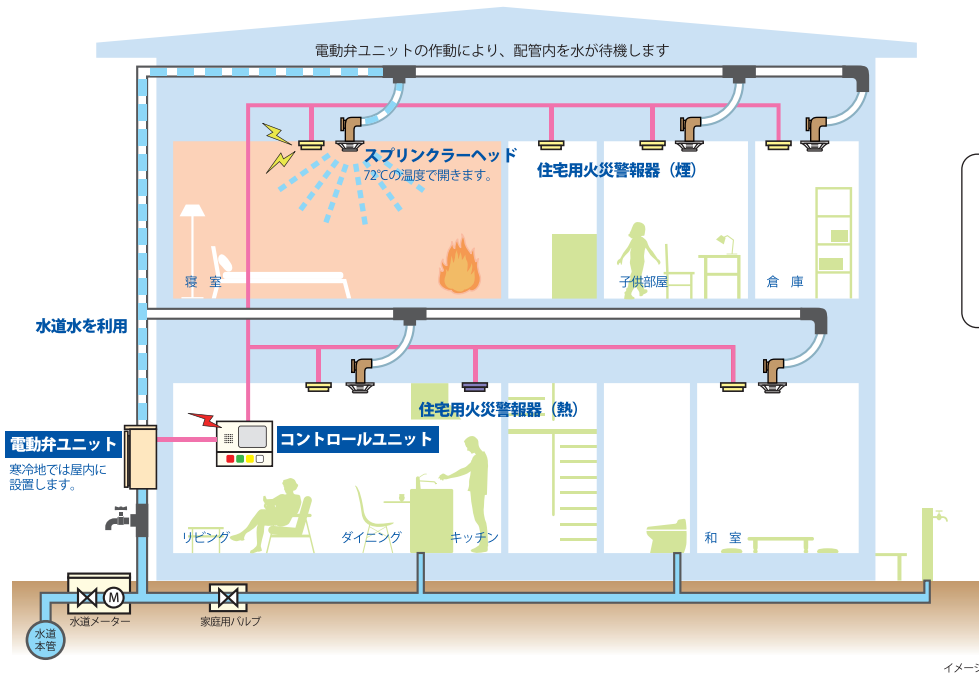 電動弁ユニットの作動により、配管内を水が待機します
スプリンクラーヘッド
72℃の温度で開きます。
住宅用火災警報器（煙）
寝　室
子供部屋
倉　庫
水道水を利用
住宅用火災警報器（熱）
電動弁ユニット
コントロールユニット
寒冷地では屋内に
設置します。
リビング
ダイニング
キッチン
和　室
M
水道メーター
家庭用バルブ
水道
本管
イメージ